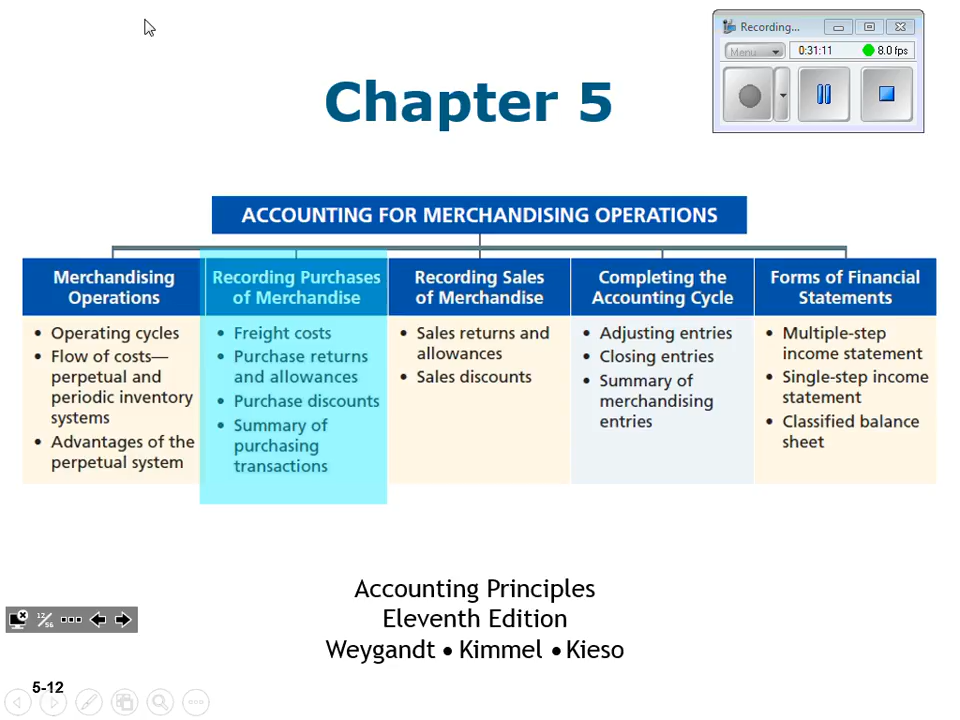 Recording...
Menu
0:31:11
8.0 fps
Chapter 5
ACCOUNTING FOR MERCHANDISING OPERATIONS
Merchandising
Operations
• Operating cycles
• Flow of costs—
perpetual and
periodic inventory
systems
• Advantages of the
perpetual system
Recording Purchases
of Merchandise
• Freight costs
• Purchase returns
and allowances
• Purchase discounts
• Summary of
purchasing
transactions
Recording Sales
of Merchandise
• Sales returns and
allowances
• Sales discounts
Completing the
Accounting Cycle
• Adjusting entries
• Closing entries
• Summary of
merchandising
entries
Forms of Financial
Statements
• Multiple-step
income statement
• Single-step income
statement
• Classified balance
sheet
Accounting Principles
Eleventh Edition
Weygandt • Kimmel • Kieso
12/56
5-12